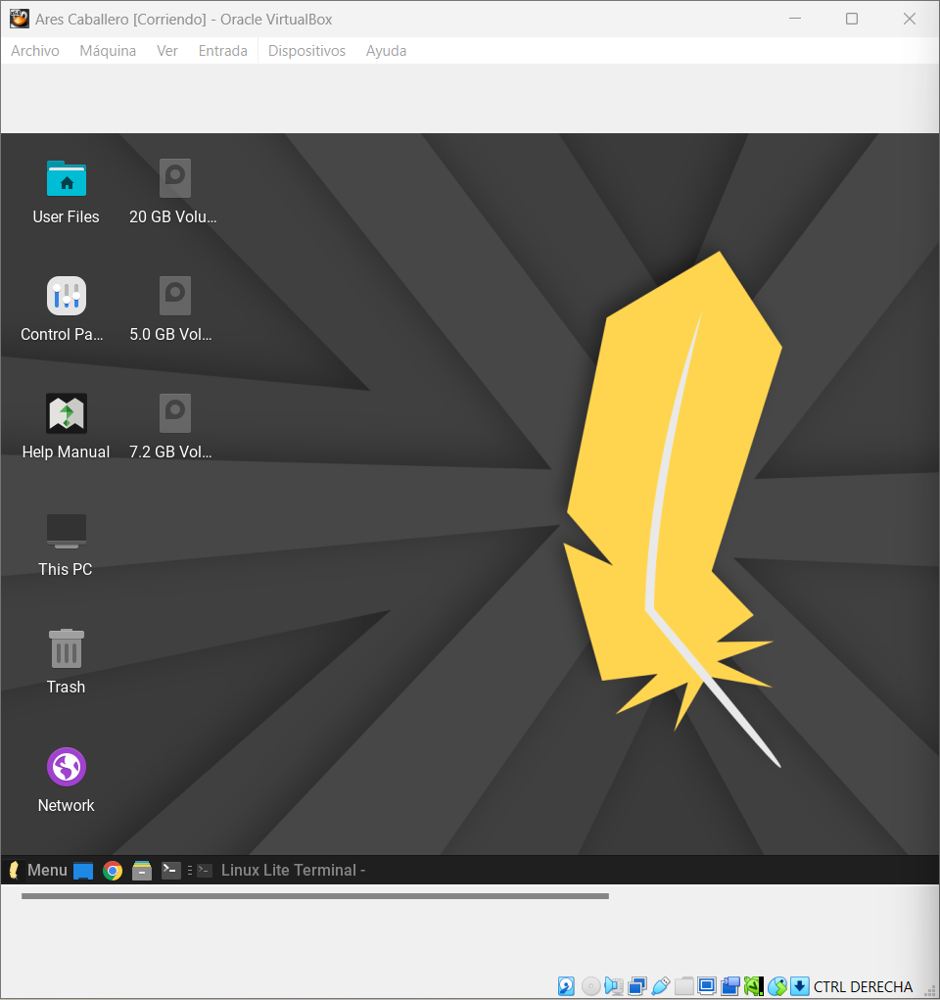 Ares Caballero [Corriendo] - Oracle VirtualBox
Archivo Máquina Ver Entrada Dispositivos Ayuda
User Files
20 GB Volu...
Control Pa...
5.0 GB Vol...
Help Manual
7.2 GB Vol...
This PC
Trash
Network
Menu
Linux Lite Terminal -
CTRL DERECHA